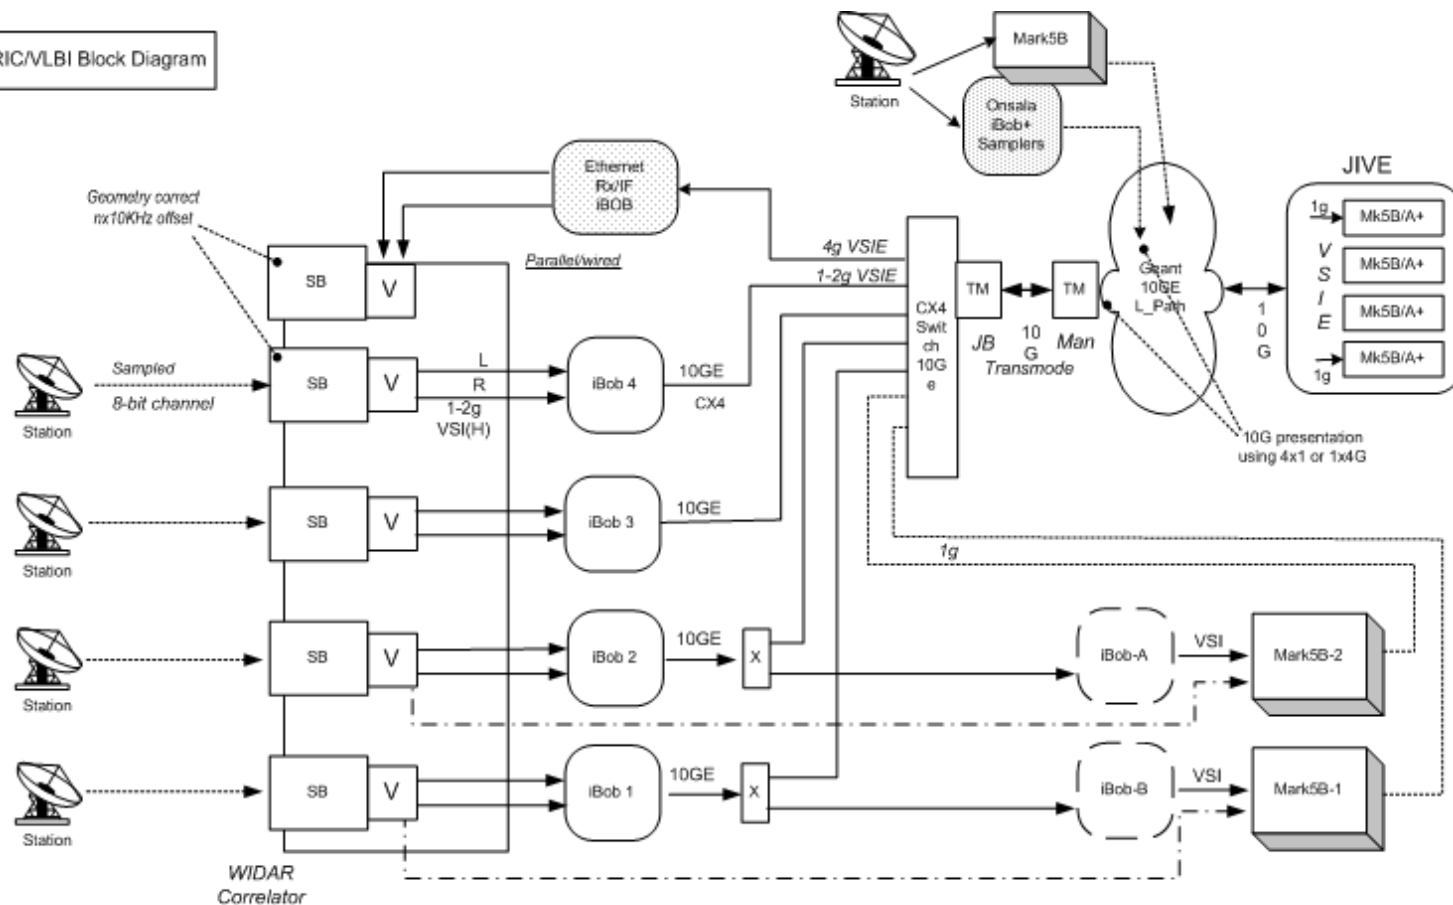 RIC/VLBI Block Diagram
Mark5B
Station
Onsala
iBob+
Samplers
JIVE
Ethernet
Rx/IF
iBOB
Geometry correct
nx10KHz offset
1g
Mk5B/A+
V
S
I
E
Mk5B/A+
Mk5B/A+
Mk5B/A+
1g
4g VSIE
Parallel/wired
1-2g VSIE
SB
V
TM
TM
Geant
10GE
L_Path
1
0
G
CX4
Swit
ch
10G
e
JB
10
G
Man
Transmode
Sampled
8-bit channel
Station
SB
V
L
R
1-2g
VSI(H)
iBob 4
10GE
CX4
10G presentation
using 4x1 or 1x4G
Station
SB
V
iBob 3
10GE
1g
Station
SB
V
iBob 2
10GE
X
iBob-A
VSI
Mark5B-2
Station
SB
V
iBob 1
10GE
X
iBob-B
VSI
Mark5B-1
WIDAR
Correlator